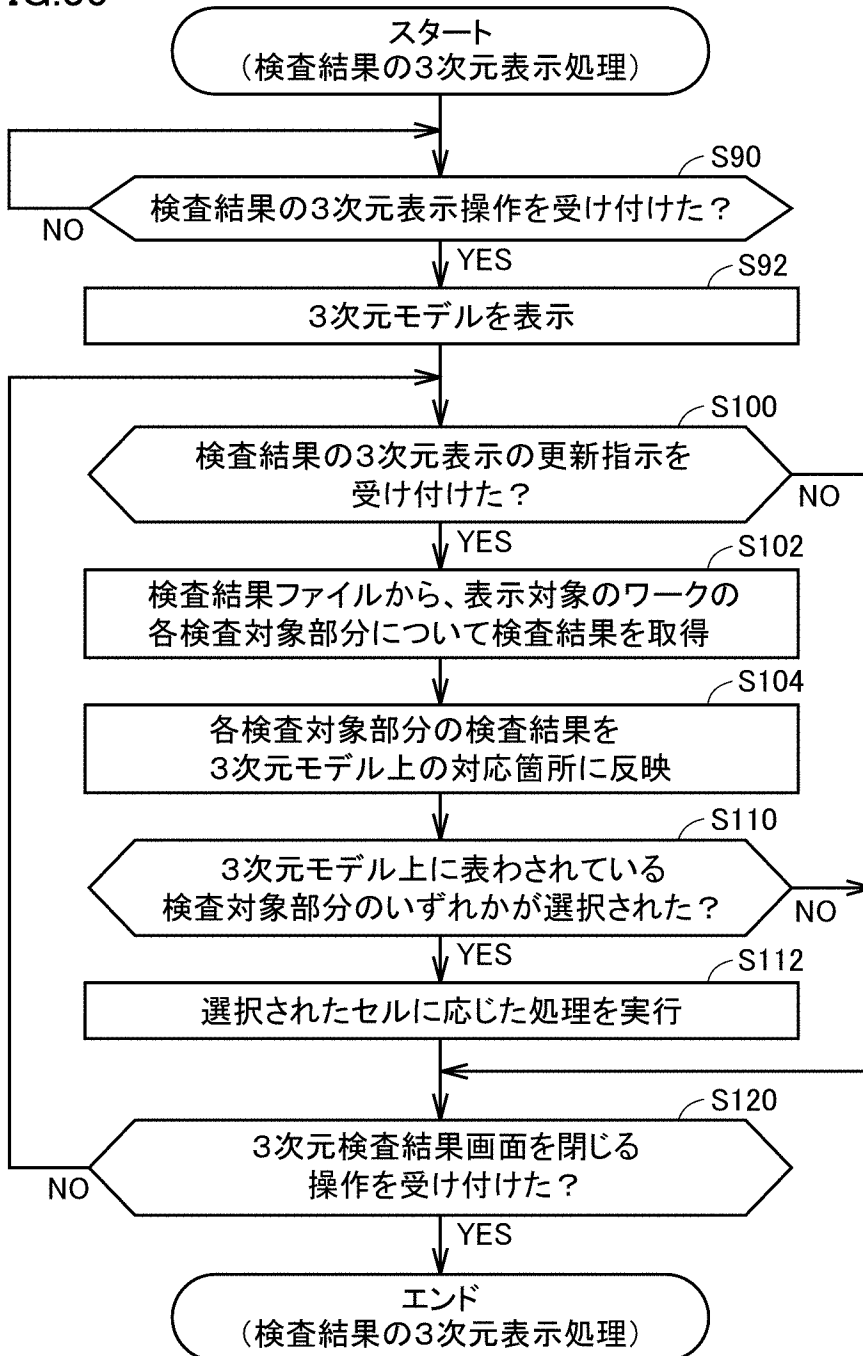 スタート
(検査結果の3次元表示処理)
S90
検査結果の3次元表示操作を受け付けた?
NO
YES
S92
3次元モデルを表示
S100
検査結果の3次元表示の更新指示を
受け付けた?
NO
YES
S102
検査結果ファイルから、表示対象のワークの
各検査対象部分について検査結果を取得
S104
各検査対象部分の検査結果を
3次元モデル上の対応箇所に反映
S110
3次元モデル上に表わされている
検査対象部分のいずれかが選択された?
NO
YES
S112
選択されたセルに応じた処理を実行
S120
3次元検査結果画面を閉じる
操作を受け付けた?
NO
YES
エンド
(検査結果の3次元表示処理)